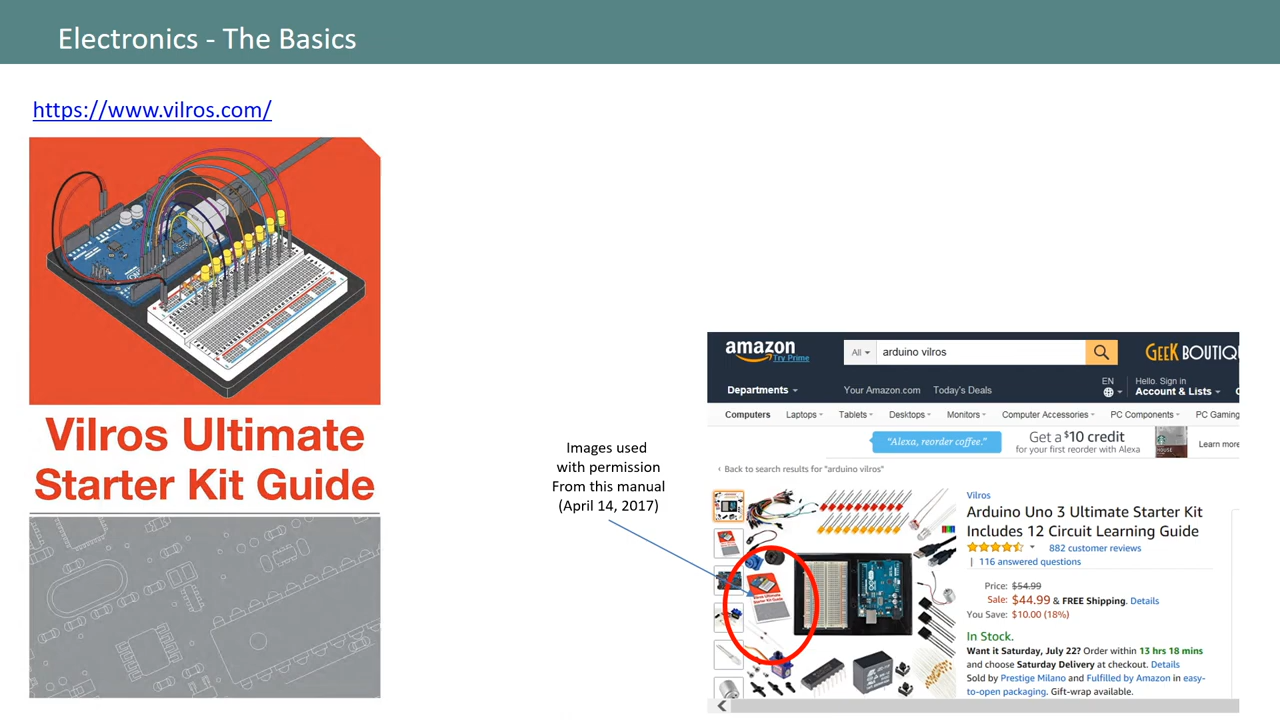 Electronics - The Basics
https://www.vilros.com/
Vilros Ultimate
Starter Kit Guide
Images used
with permission
From this manual
(April 14, 2017)
amazon
Try Prime
All
arduino vilros
GEEK BOUTIQU
Departments
Your Amazon.com Today's Deals
EN
Hello. Sign in
Account & Lists
Computers Laptops Tablets Desktops Monitors Computer Accessories PC Components PC Gaming
"Alexa, reorder coffee."
Get a $10 credit
for your first reorder with Alexa
Learn more
‹ Back to search results for "arduino vilros"
Vilros
Arduino Uno 3 Ultimate Starter Kit
Includes 12 Circuit Learning Guide
882 customer reviews
| 116 answered questions
Price: $54.99
Sale: $44.99 & FREE Shipping. Details
You Save: $10.00 (18%)
In Stock.
Want it Saturday, July 22? Order within 13 hrs 18 mins
and choose Saturday Delivery at checkout. Details
Sold by Prestige Milano and Fulfilled by Amazon in easy-
to-open packaging. Gift-wrap available.
Vilros Ultimate
Starter Kit Guide